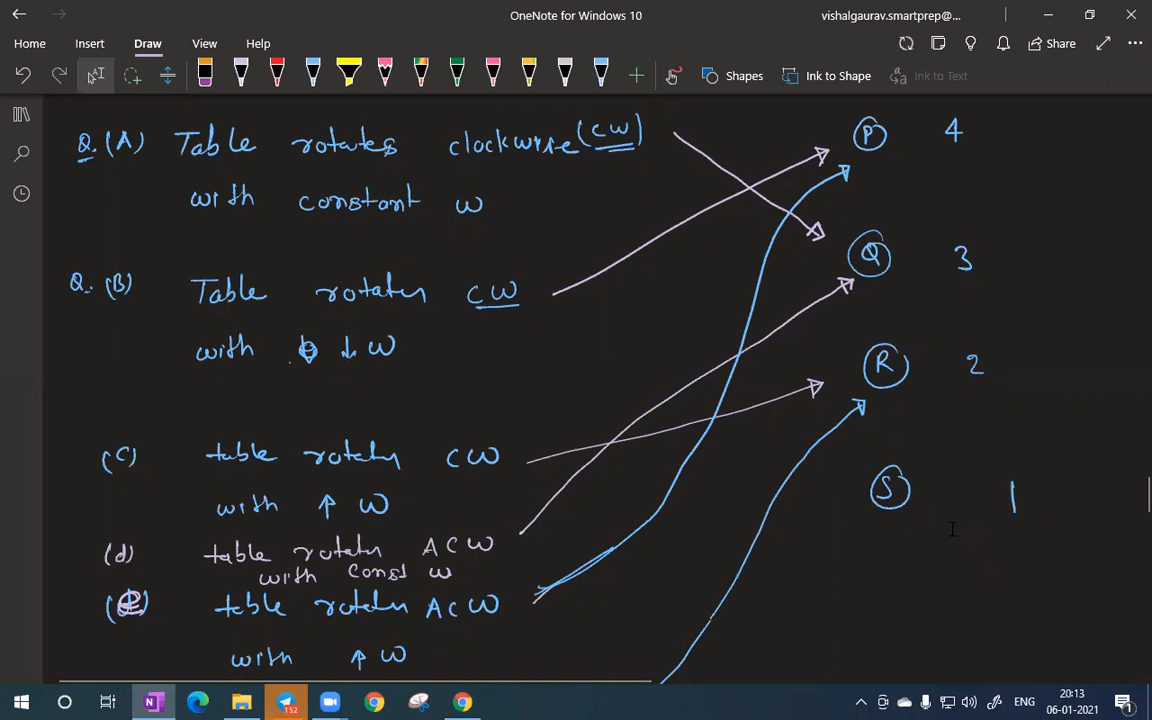 OneNote for Windows 10
vishalgaurav.smartprep@...
Home Insert Draw View Help
Share
Shapes Ink to Shape Ink to Text
Q. (A) Table rotates clockwise (CW)
with constant ω
P 4
Q 3
Q. (B) Table rotates CW
with ↓ ω
R 2
(C) table rotates CW
with ↑ ω
S 1
(d) table rotates ACW
with const ω
(e) table rotates ACW
with ↑ ω
152
ENG
20:13
06-01-2021
1